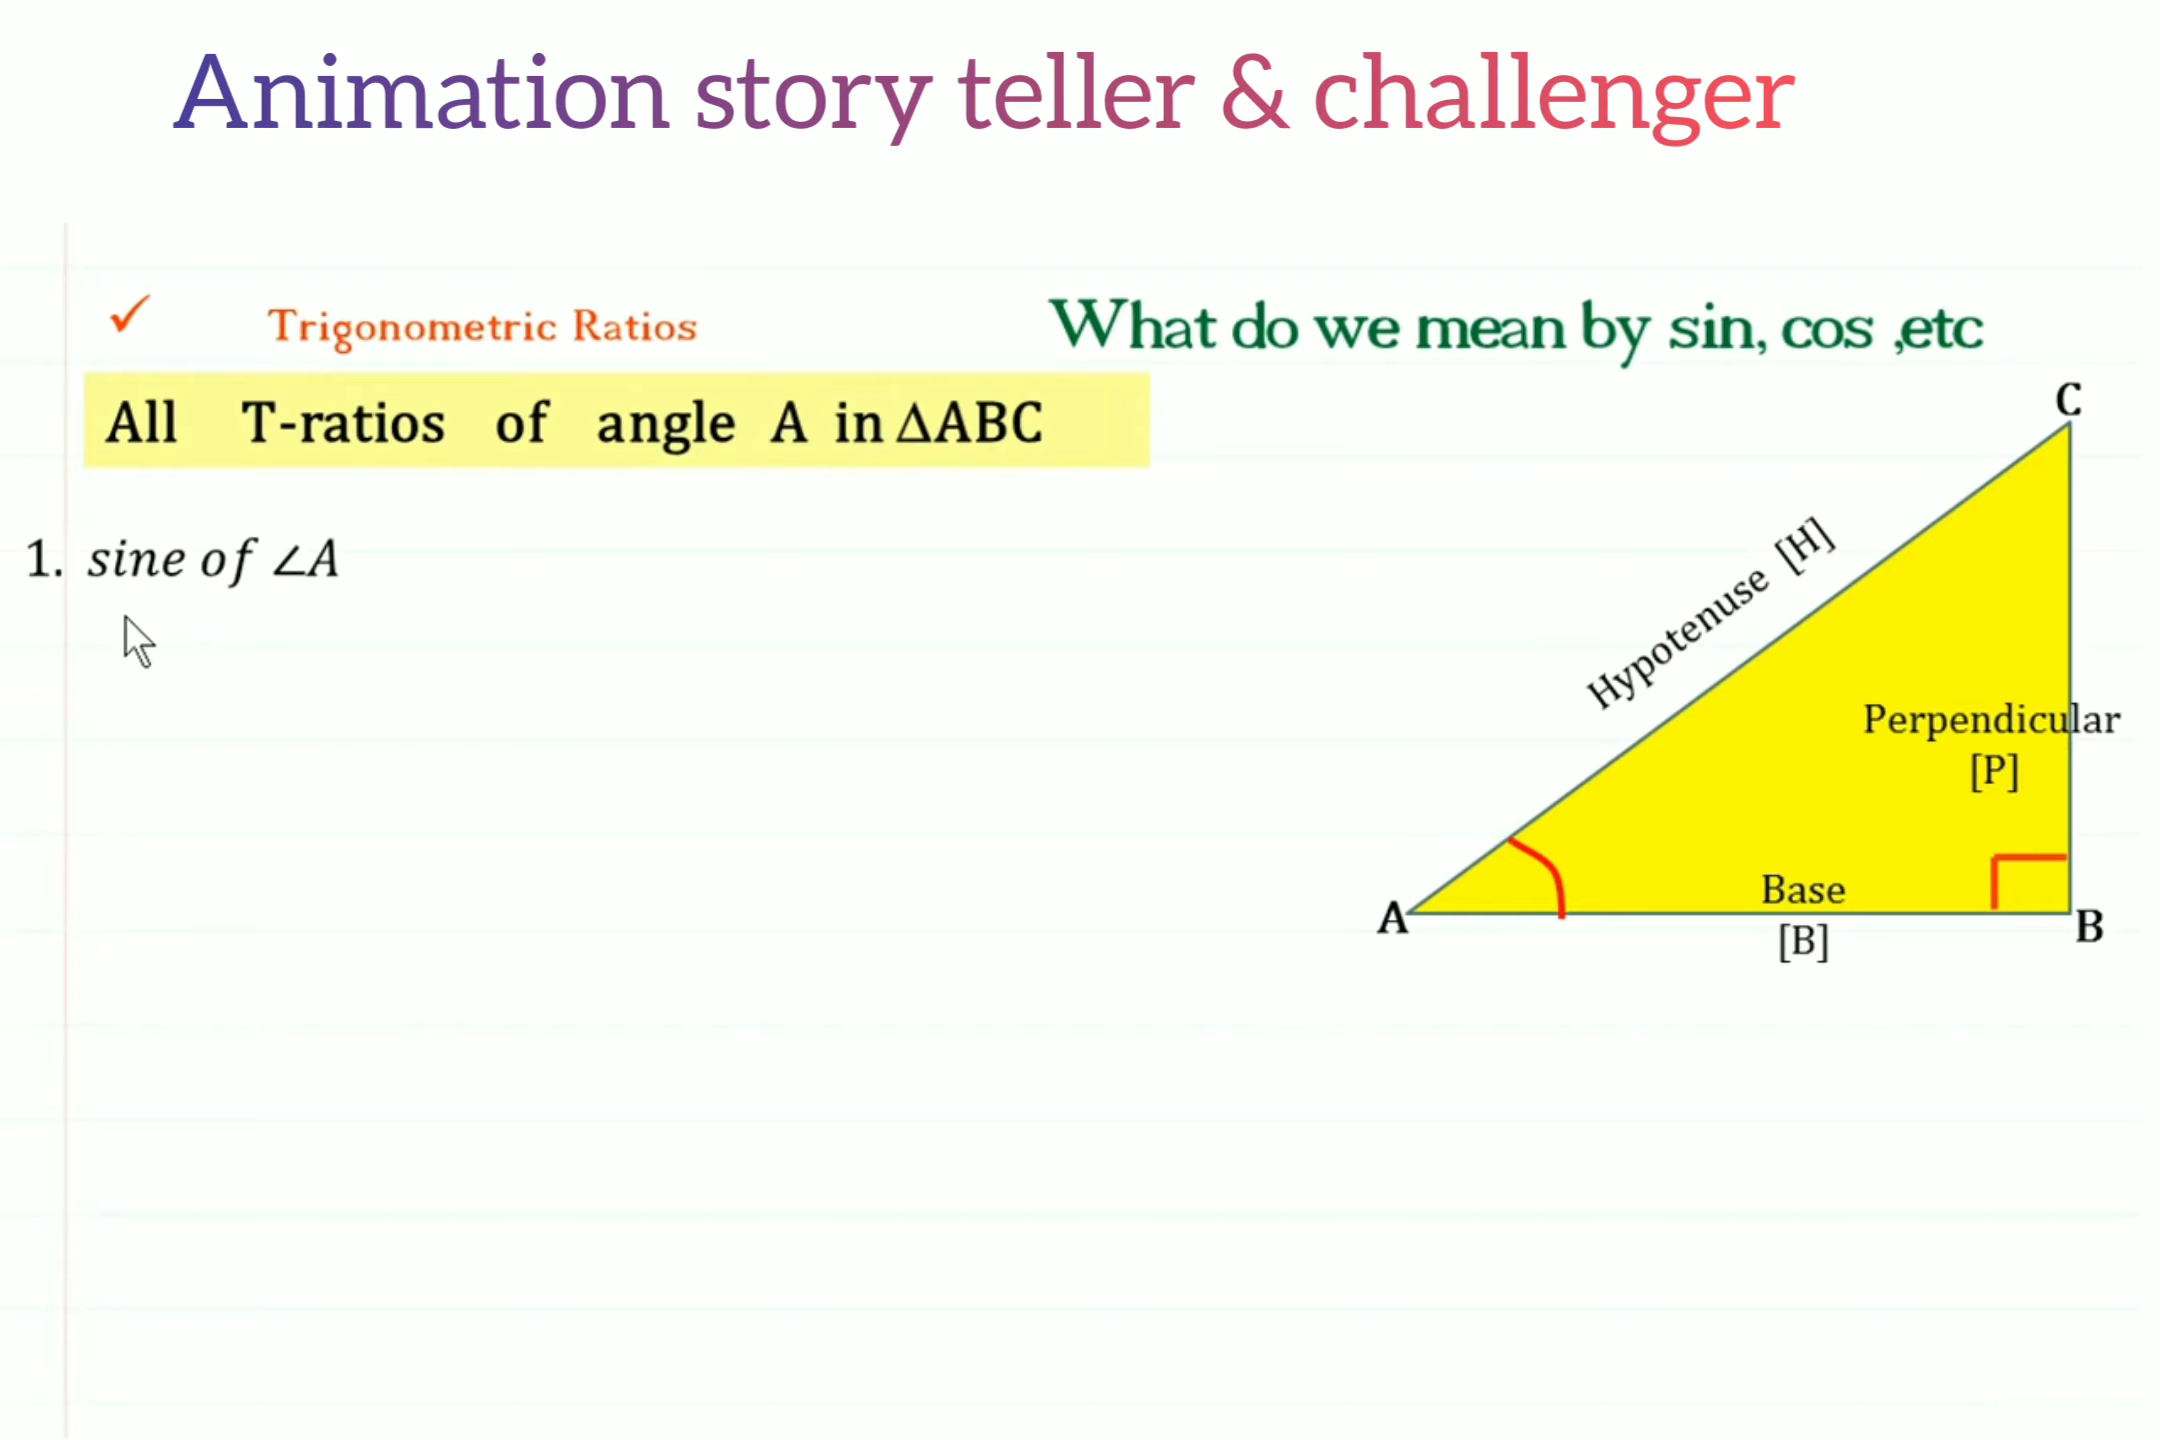 Animation story teller & challenger
✓ Trigonometric Ratios
What do we mean by sin, cos ,etc
All T-ratios of angle A in ΔABC
1. sine of ∠A
C
Hypotenuse [H]
Perpendicular
[P]
A
Base
[B]
B